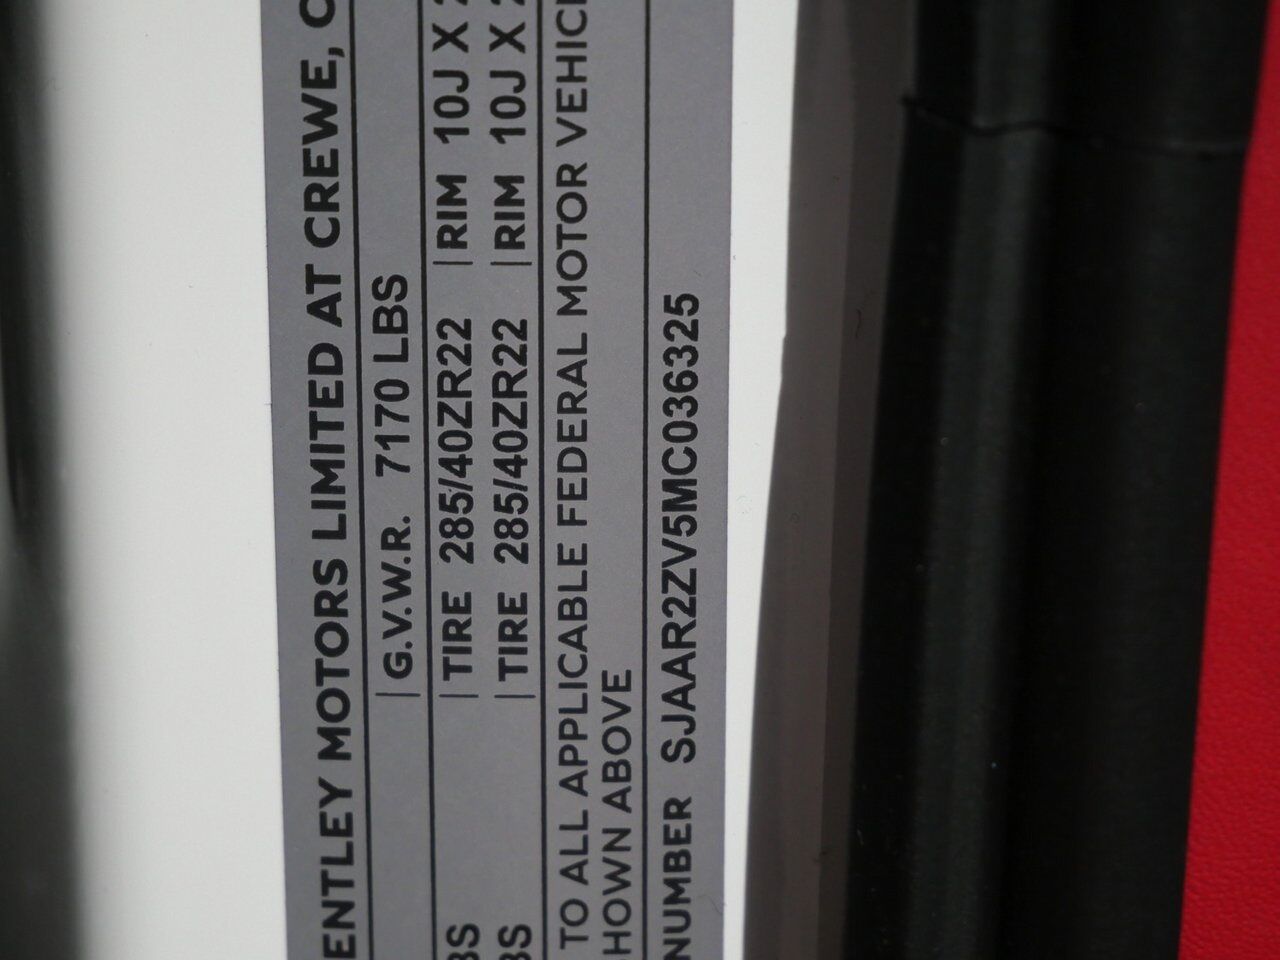 ENTLEY MOTORS LIMITED AT CREWE,
G.V.W.R. 7170 LBS
TIRE 285/40ZR22 RIM 10J X
BS TIRE 285/40ZR22 RIM 10J X
TO ALL APPLICABLE FEDERAL MOTOR VEHIC
HOWN ABOVE
NUMBER SJAAR2ZV5MC036325